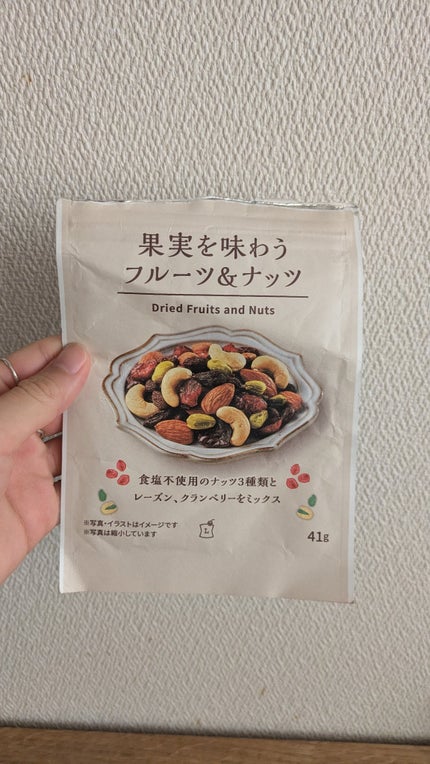 果実を味わう
フルーツ&ナッツ
Dried Fruits and Nuts
食塩不使用のナッツ3種類と
レーズン、クランベリーをミックス
※写真・イラストはイメージです
※写真は縮小しています
L
41g